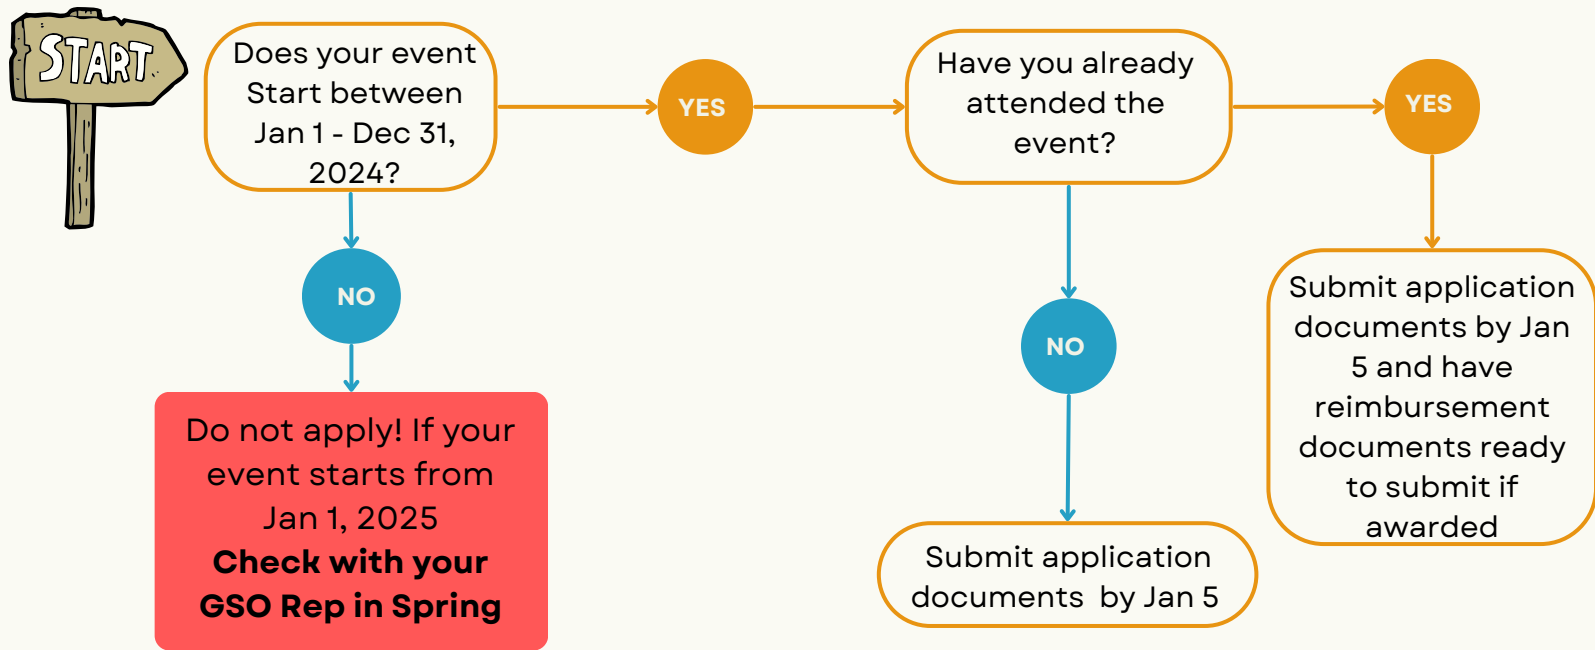 START
Does your event
Start between
Jan 1 - Dec 31,
2024?
YES
Have you already
attended the
event?
YES
NO
Do not apply! If your
event starts from
Jan 1, 2025
Check with your
GSO Rep in Spring
NO
Submit application
documents by Jan 5
Submit application
documents by Jan
5 and have
reimbursement
documents ready
to submit if
awarded